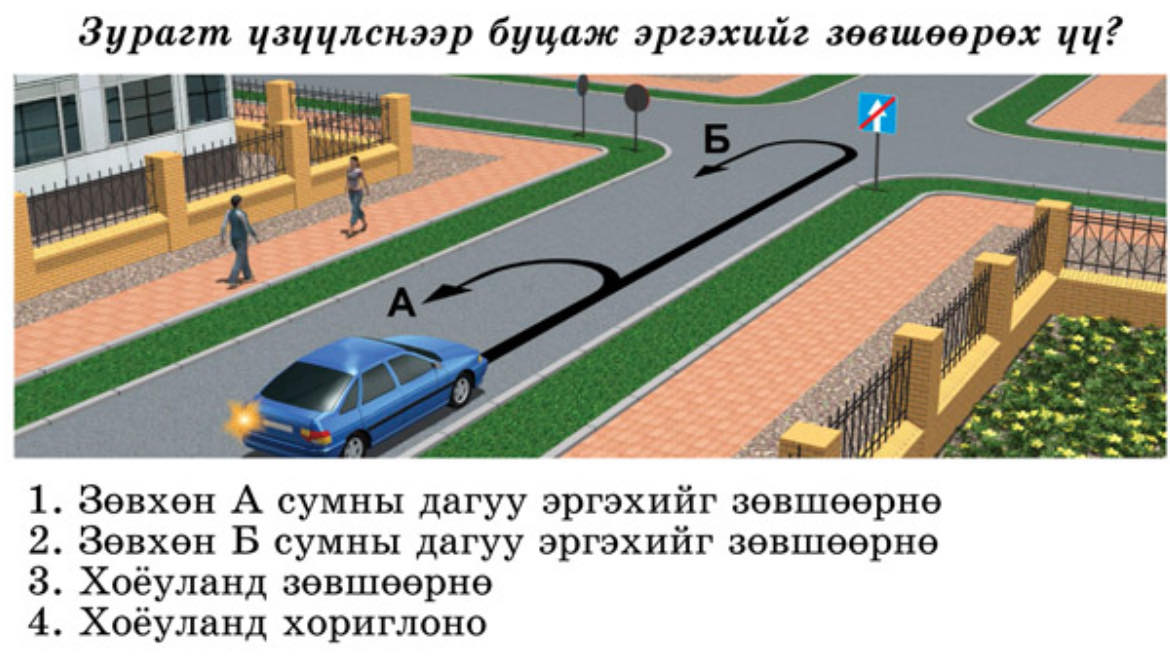 Зурагт үзүүлснээр буцаж эргэхийг зөвшөөрөх үү?
Б
А
1. Зөвхөн А сумны дагуу эргэхийг зөвшөөрнө
2. Зөвхөн Б сумны дагуу эргэхийг зөвшөөрнө
3. Хоёуланд зөвшөөрнө
4. Хоёуланд хориглоно